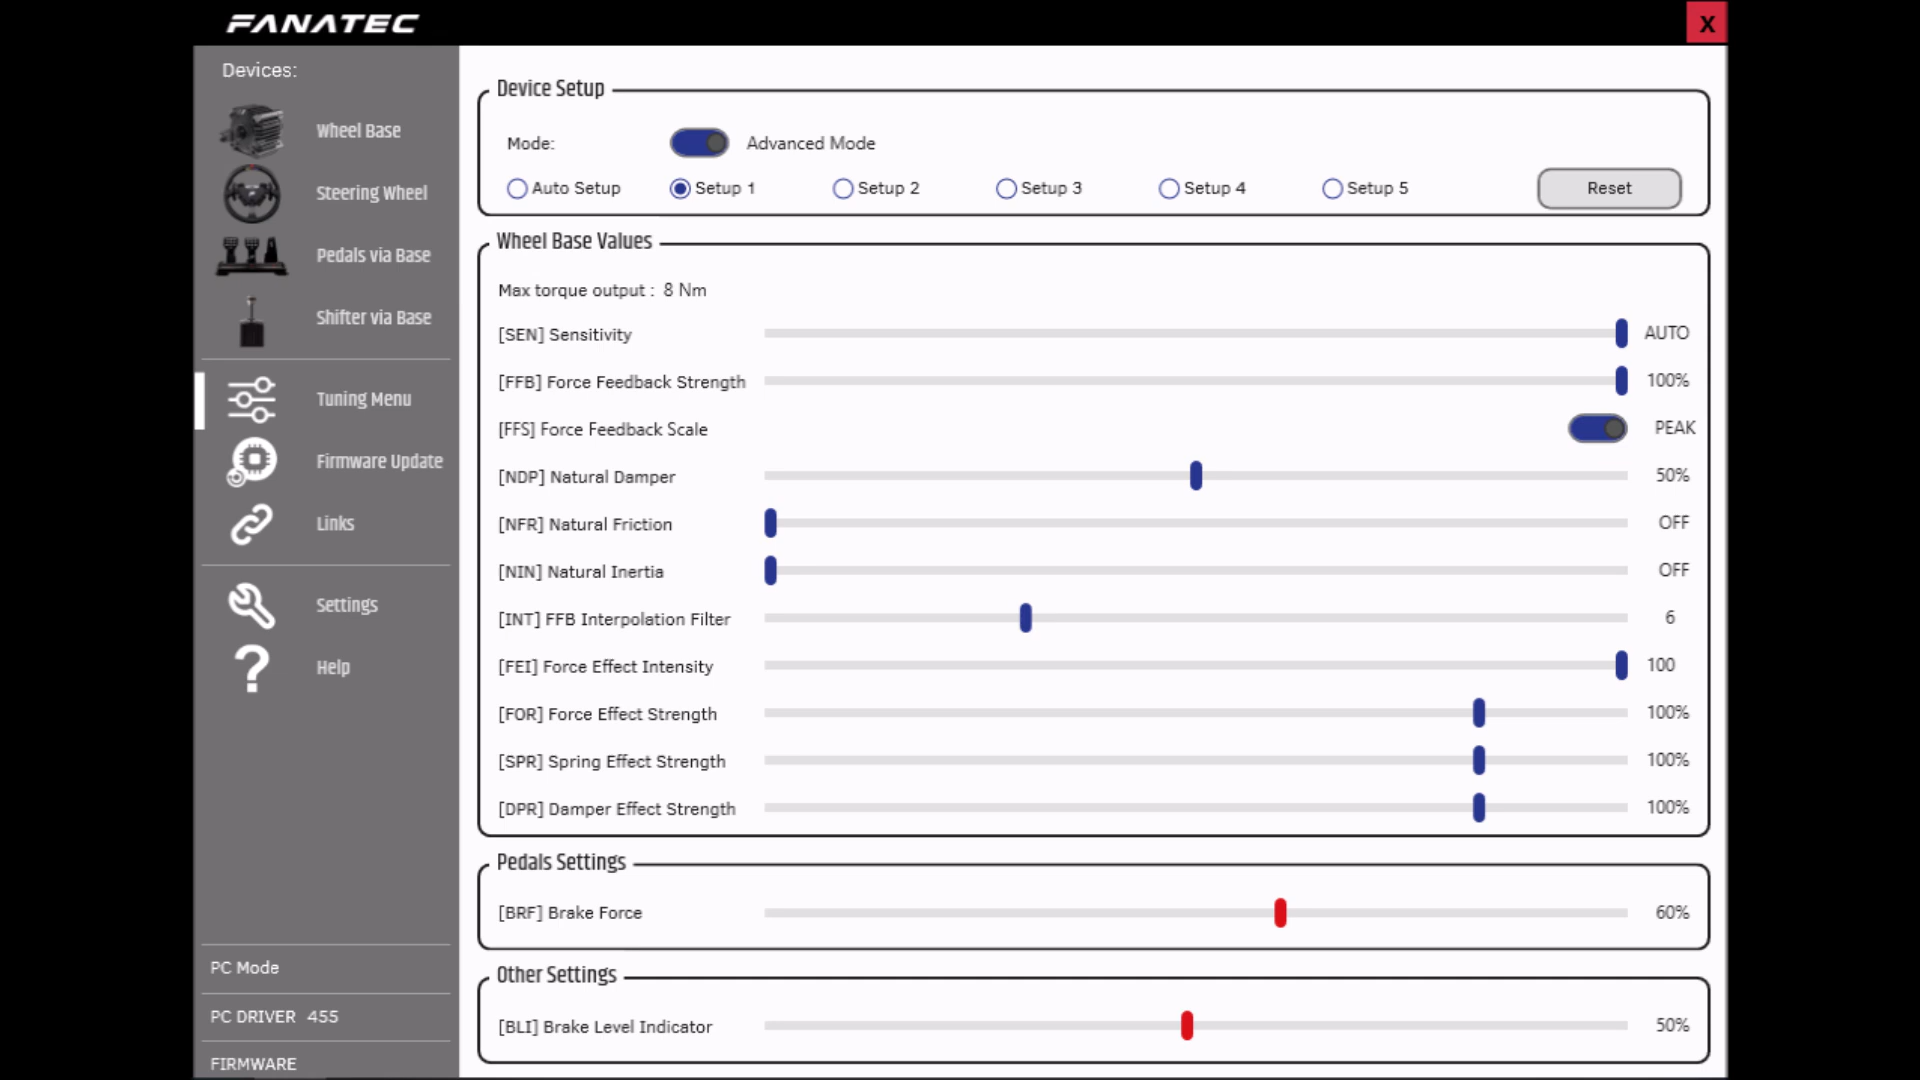 FANATEC
X
Devices:
Wheel Base
Steering Wheel
Pedals via Base
Shifter via Base
Tuning Menu
Firmware Update
Links
Settings
Help
PC Mode
PC DRIVER 455
FIRMWARE
Device Setup
Mode: Advanced Mode
Auto Setup Setup 1 Setup 2 Setup 3 Setup 4 Setup 5 Reset
Wheel Base Values
Max torque output : 8 Nm
[SEN] Sensitivity AUTO
[FFB] Force Feedback Strength 100%
[FFS] Force Feedback Scale PEAK
[NDP] Natural Damper 50%
[NFR] Natural Friction OFF
[NIN] Natural Inertia OFF
[INT] FFB Interpolation Filter 6
[FEI] Force Effect Intensity 100
[FOR] Force Effect Strength 100%
[SPR] Spring Effect Strength 100%
[DPR] Damper Effect Strength 100%
Pedals Settings
[BRF] Brake Force 60%
Other Settings
[BLI] Brake Level Indicator 50%